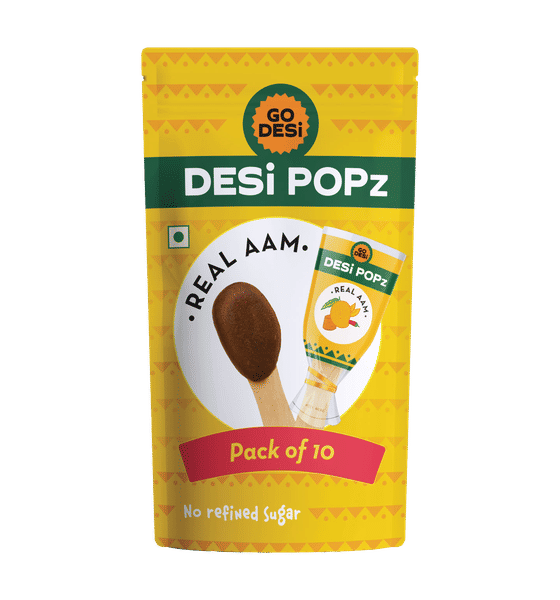 GO
DESi
DESi POPz
REAL AAM
GO
DESi
DESi POPz
REAL AAM
Pack of 10
No refined Sugar